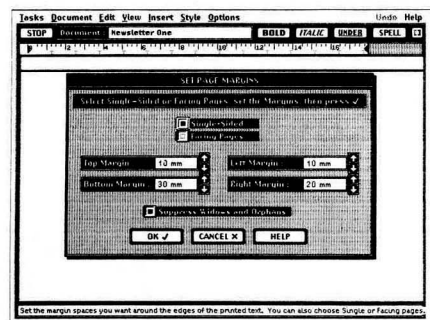 Tasks Document Edit View Insert Style Options Undo Help
STOP Document: Newsletter One BOLD ITALIC UNDER SPELL
SET PAGE MARGINS
Select Single-Sided or Facing Pages, set the Margins, then press ✓
Single-Sided
Facing Pages
Top Margin: 10 mm Left Margin: 10 mm
Bottom Margin: 30 mm Right Margin: 20 mm
Suppress Widows and Orphans
OK ✓ CANCEL X HELP
Set the margin spaces you want around the edges of the printed text. You can also choose Single or Facing pages.